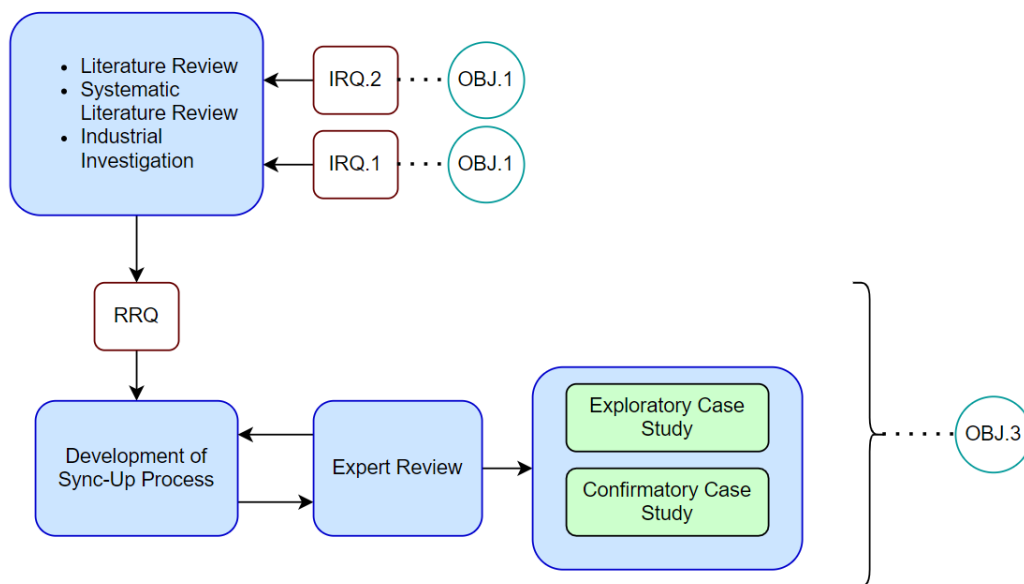 • Literature Review
• Systematic
Literature Review
• Industrial
Investigation
IRQ.2
OBJ.1
IRQ.1
OBJ.1
RRQ
Development of
Sync-Up Process
Expert Review
Exploratory Case
Study
Confirmatory Case
Study
OBJ.3